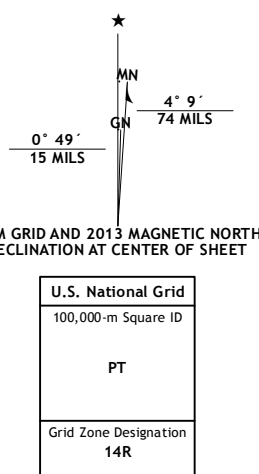 ★
MN
GN
4° 9´
74 MILS
0° 49´
15 MILS
M GRID AND 2013 MAGNETIC NORTH
ECLINATION AT CENTER OF SHEET
U.S. National Grid
100,000-m Square ID
PT
Grid Zone Designation
14R